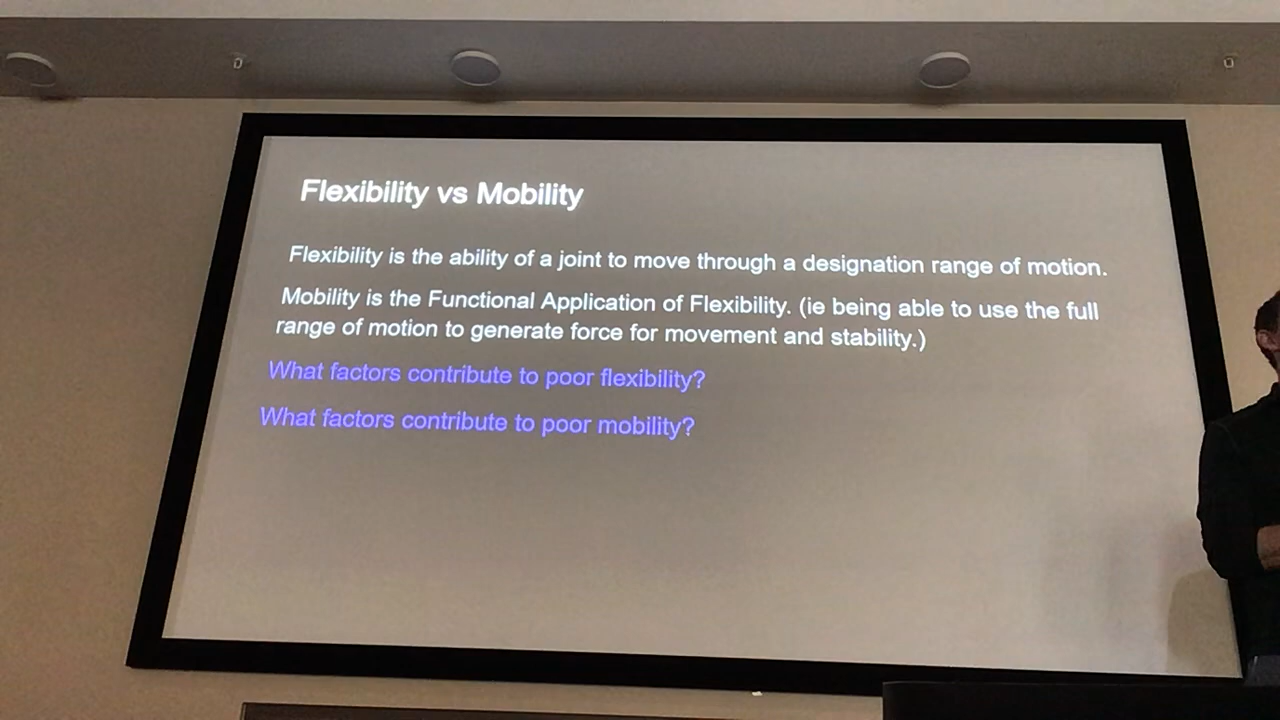 Flexibility vs Mobility
Flexibility is the ability of a joint to move through a designation range of motion.
Mobility is the Functional Application of Flexibility. (ie being able to use the full
range of motion to generate force for movement and stability.)
What factors contribute to poor flexibility?
What factors contribute to poor mobility?